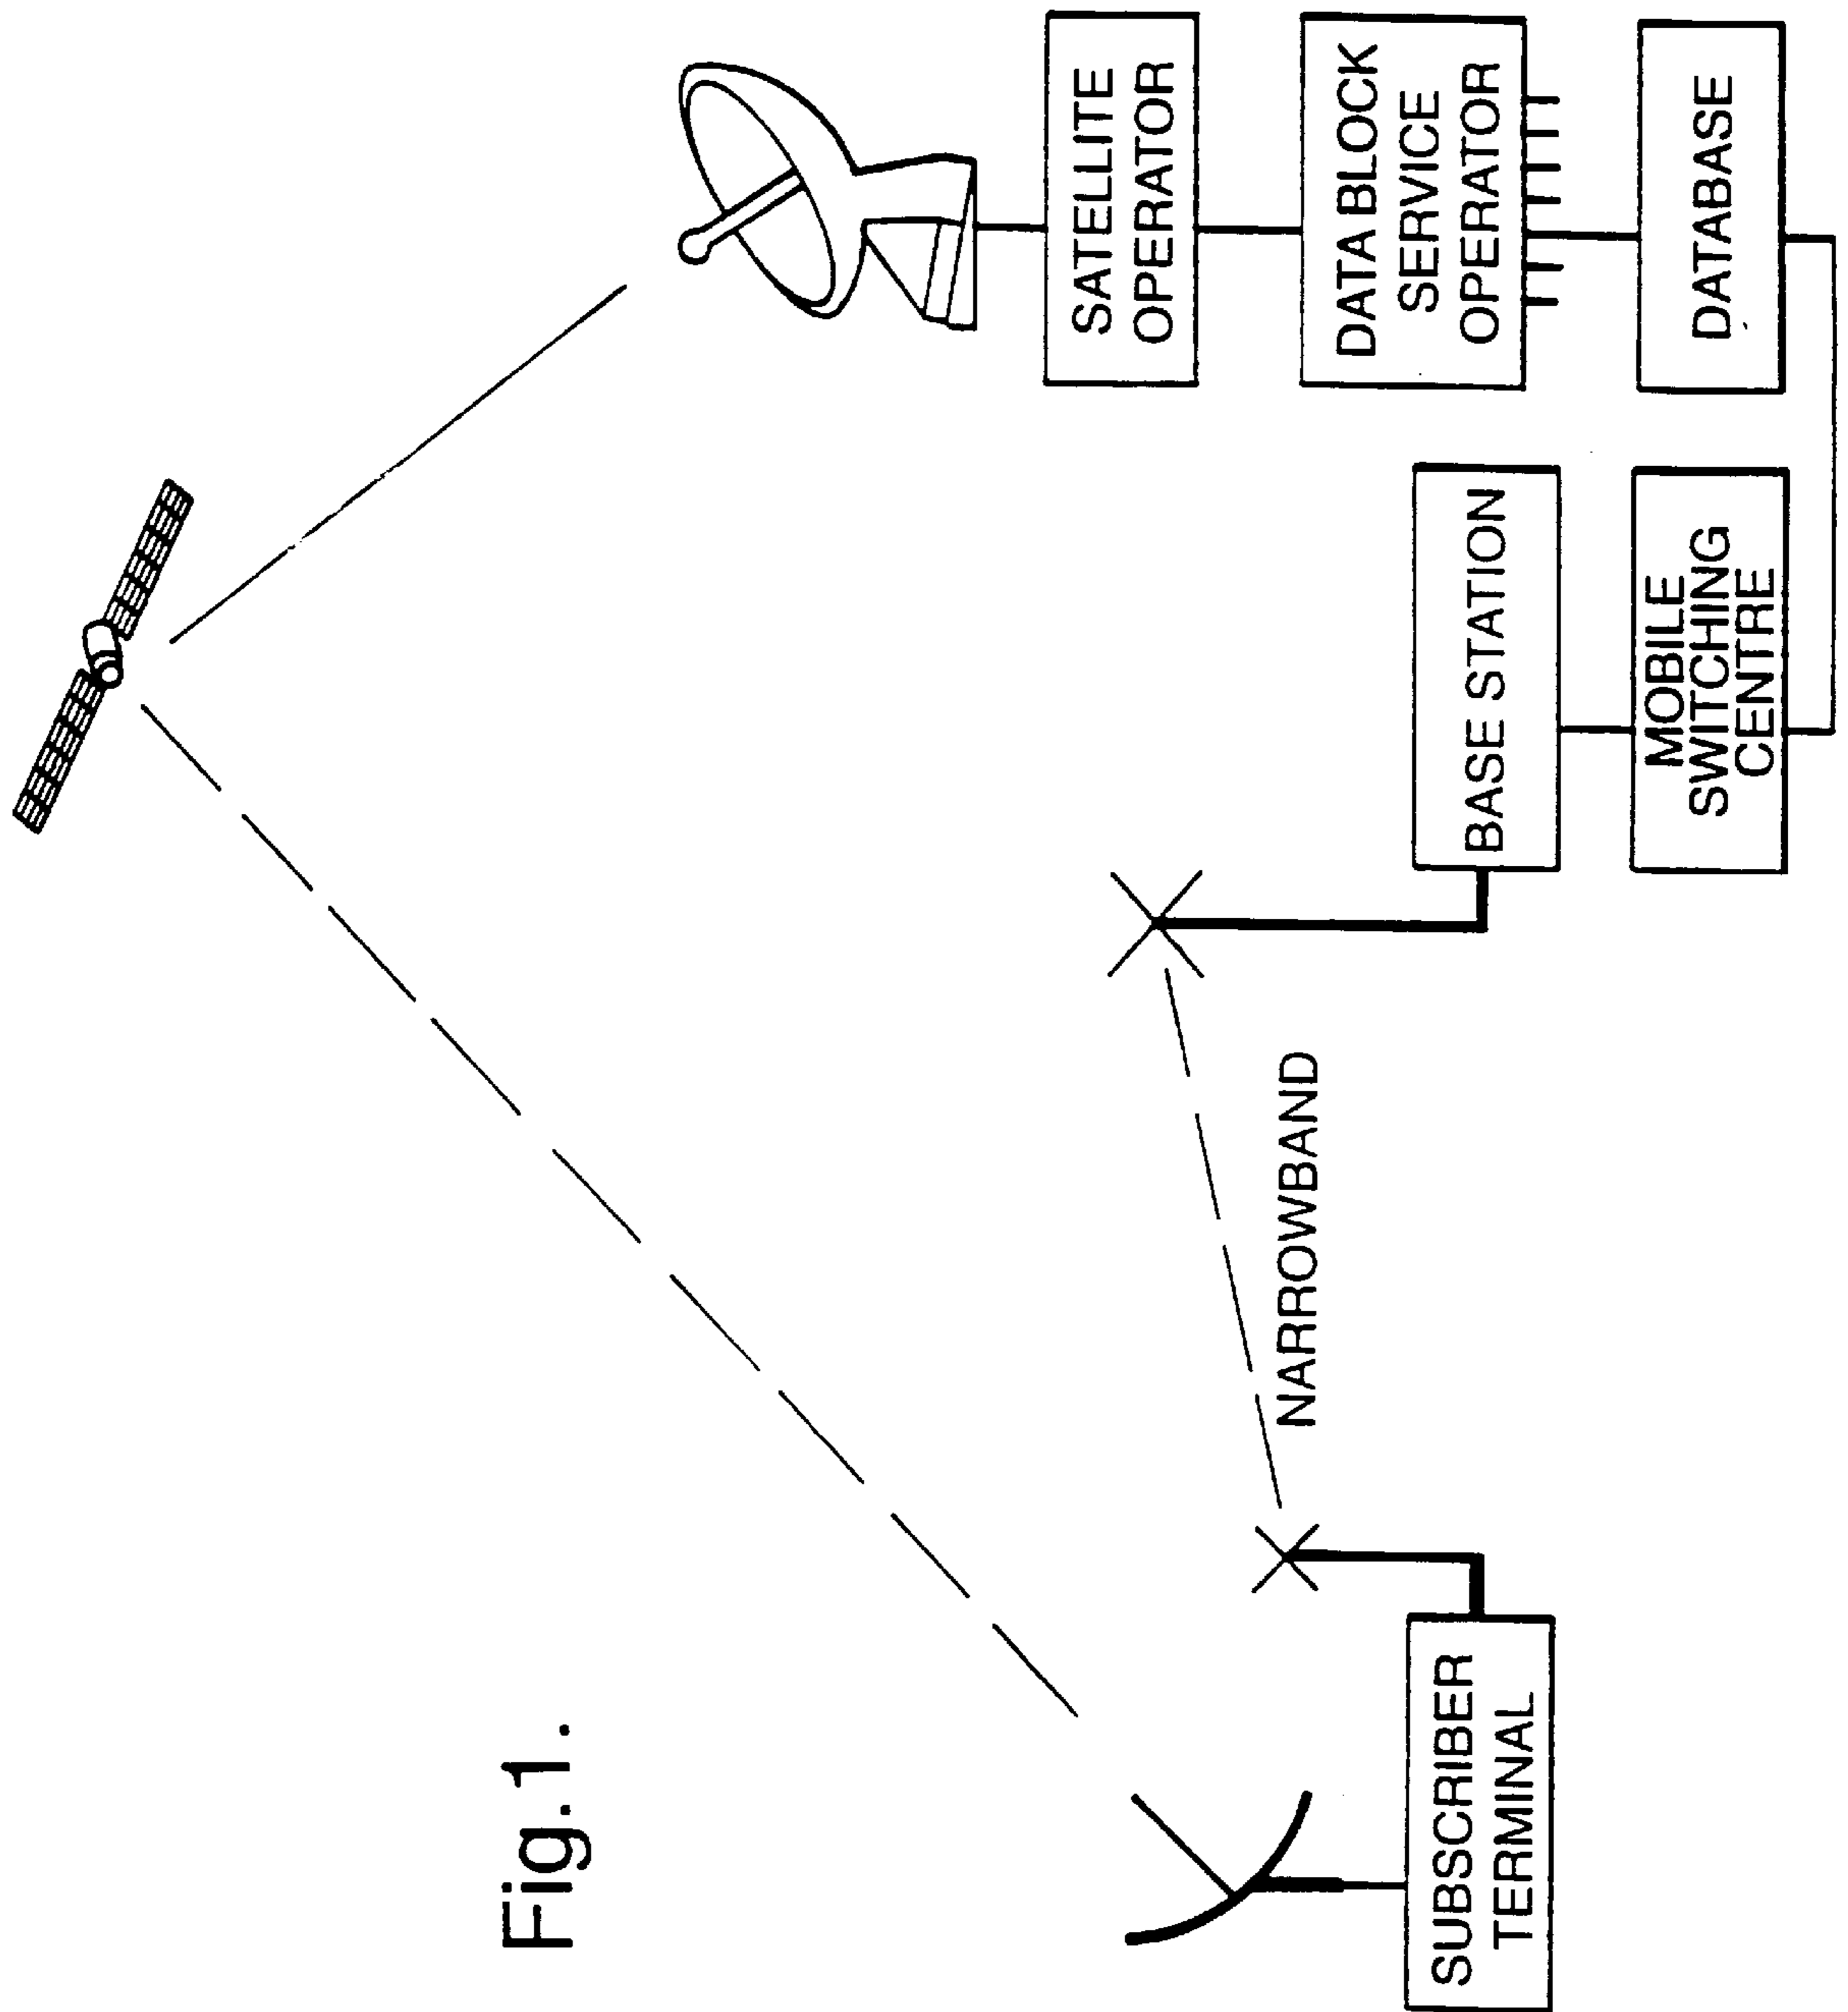 Fig.1.
SATELLITE
OPERATOR
DATA BLOCK
SERVICE
OPERATOR
DATABASE
BASE STATION
MOBILE
SWITCHING
CENTRE
NARROWBAND
SUBSCRIBER
TERMINAL